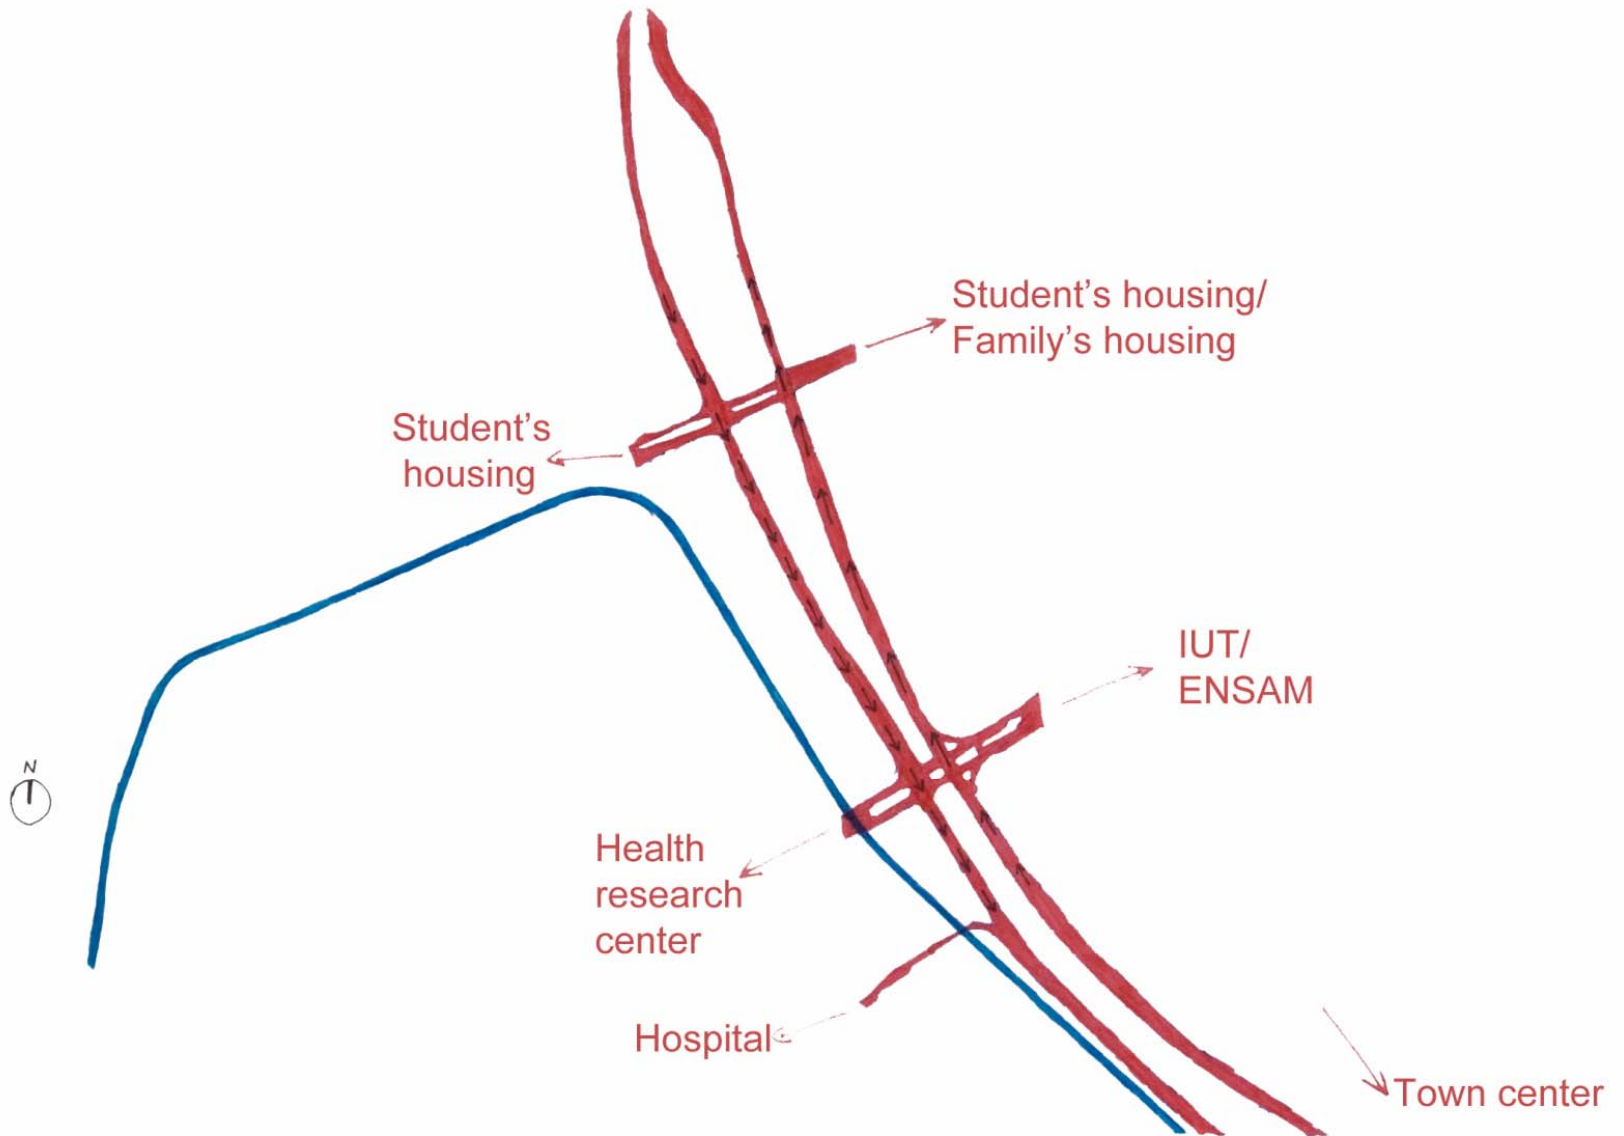 Student's housing/
Family's housing
Student's
housing
IUT/
ENSAM
N
Health
research
center
Hospital
Town center